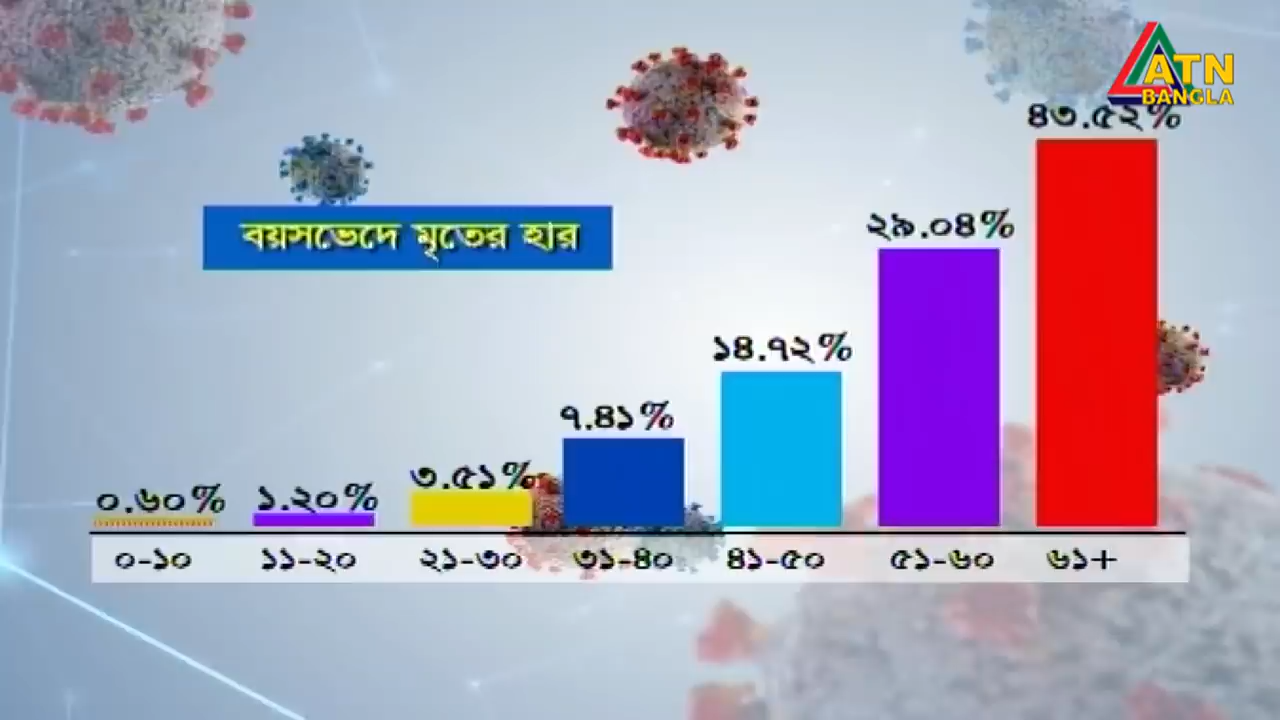 ATN
BANGLA
বয়সভেদে মৃতের হার
০.৬০% ১.২০% ৩.৫১% ৭.৪১% ১৪.৭২% ২৯.০৪% ৪৩.৫২%
০-১০ ১১-২০ ২১-৩০ ৩১-৪০ ৪১-৫০ ৫১-৬০ ৬১+